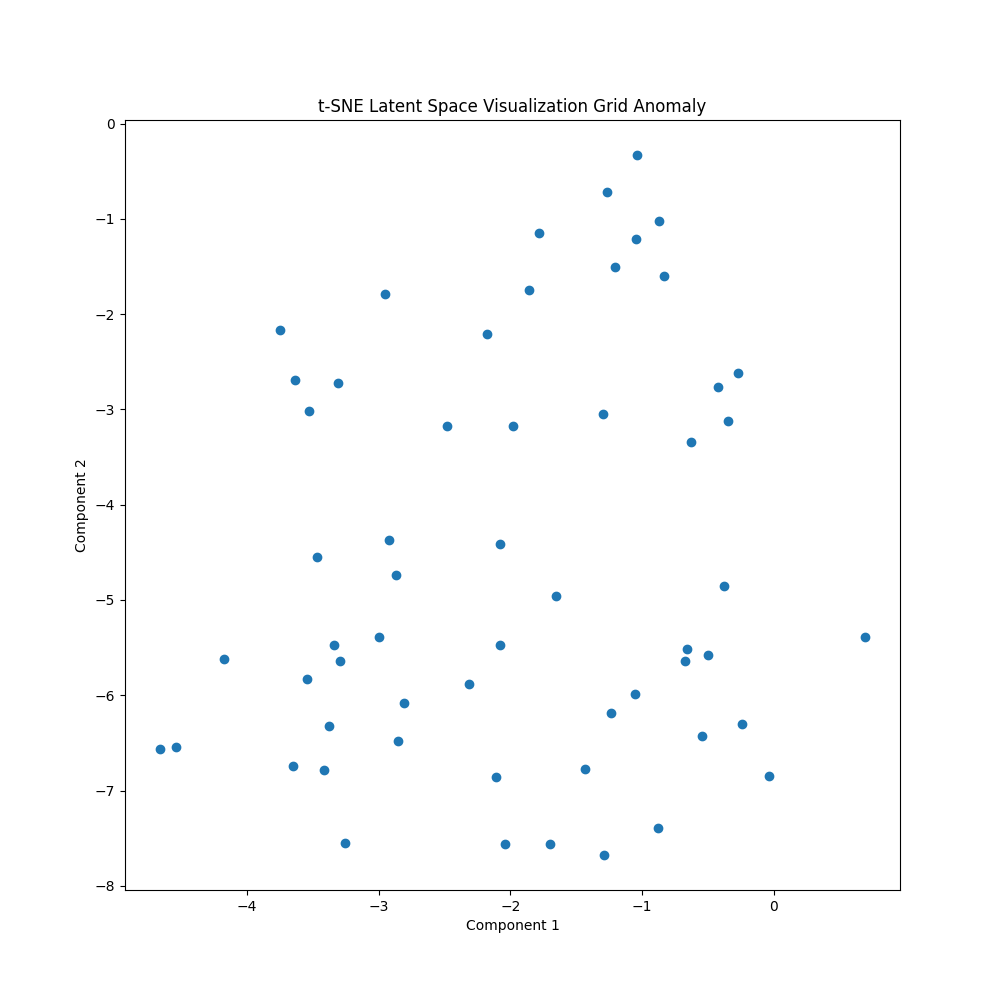 t-SNE Latent Space Visualization Grid Anomaly
0
−1
−2
−3
−4
−5
−6
−7
−8
Component 2
−4 −3 −2 −1 0
Component 1